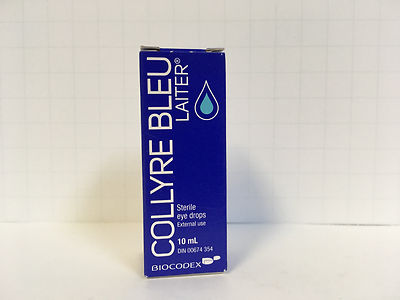 COLLYRE BLEU
LAITER®
Sterile
eye drops
External use
10 mL
DIN 00674 354
BIOCODEX